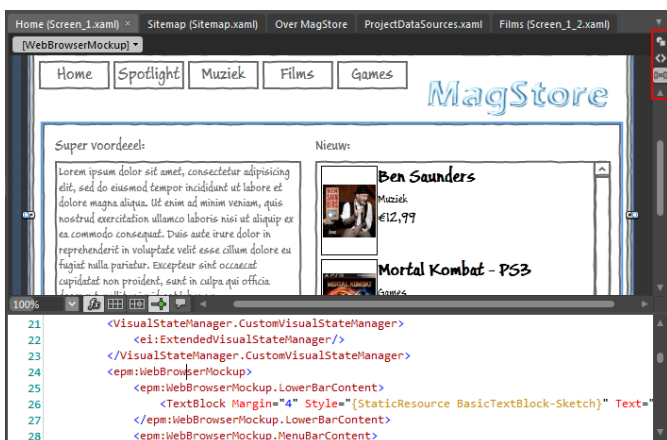 Home (Screen_1.xaml) × Sitemap (Sitemap.xaml) Over MagStore ProjectDataSources.xaml Films (Screen_1_2.xaml)
[WebBrowserMockup]
Home Spotlight Muziek Films Games
MagStore
Super voordeeel:
Lorem ipsum dolor sit amet, consectetur adipisicing
elit, sed do eiusmod tempor incididunt ut labore et
dolore magna aliqua. Ut enim ad minim veniam, quis
nostrud exercitation ullamco laboris nisi ut aliquip ex
ea commodo consequat. Duis aute irure dolor in
reprehenderit in voluptate velit esse cillum dolore eu
fugiat nulla pariatur. Excepteur sint occaecat
cupidatat non proident, sunt in culpa qui officia
Nieuw:
Ben Saunders
Muziek
€12,99
Mortal Kombat - PS3
Games
MORTAL KOMBAT
100%
21 <VisualStateManager.CustomVisualStateManager>
22 <ei:ExtendedVisualStateManager/>
23 </VisualStateManager.CustomVisualStateManager>
24 <epm:WebBrowserMockup>
25 <epm:WebBrowserMockup.LowerBarContent>
26 <TextBlock Margin="4" Style="{StaticResource BasicTextBlock-Sketch}" Text="
27 </epm:WebBrowserMockup.LowerBarContent>
28 <epm:WebBrowserMockup.MenuBarContent>